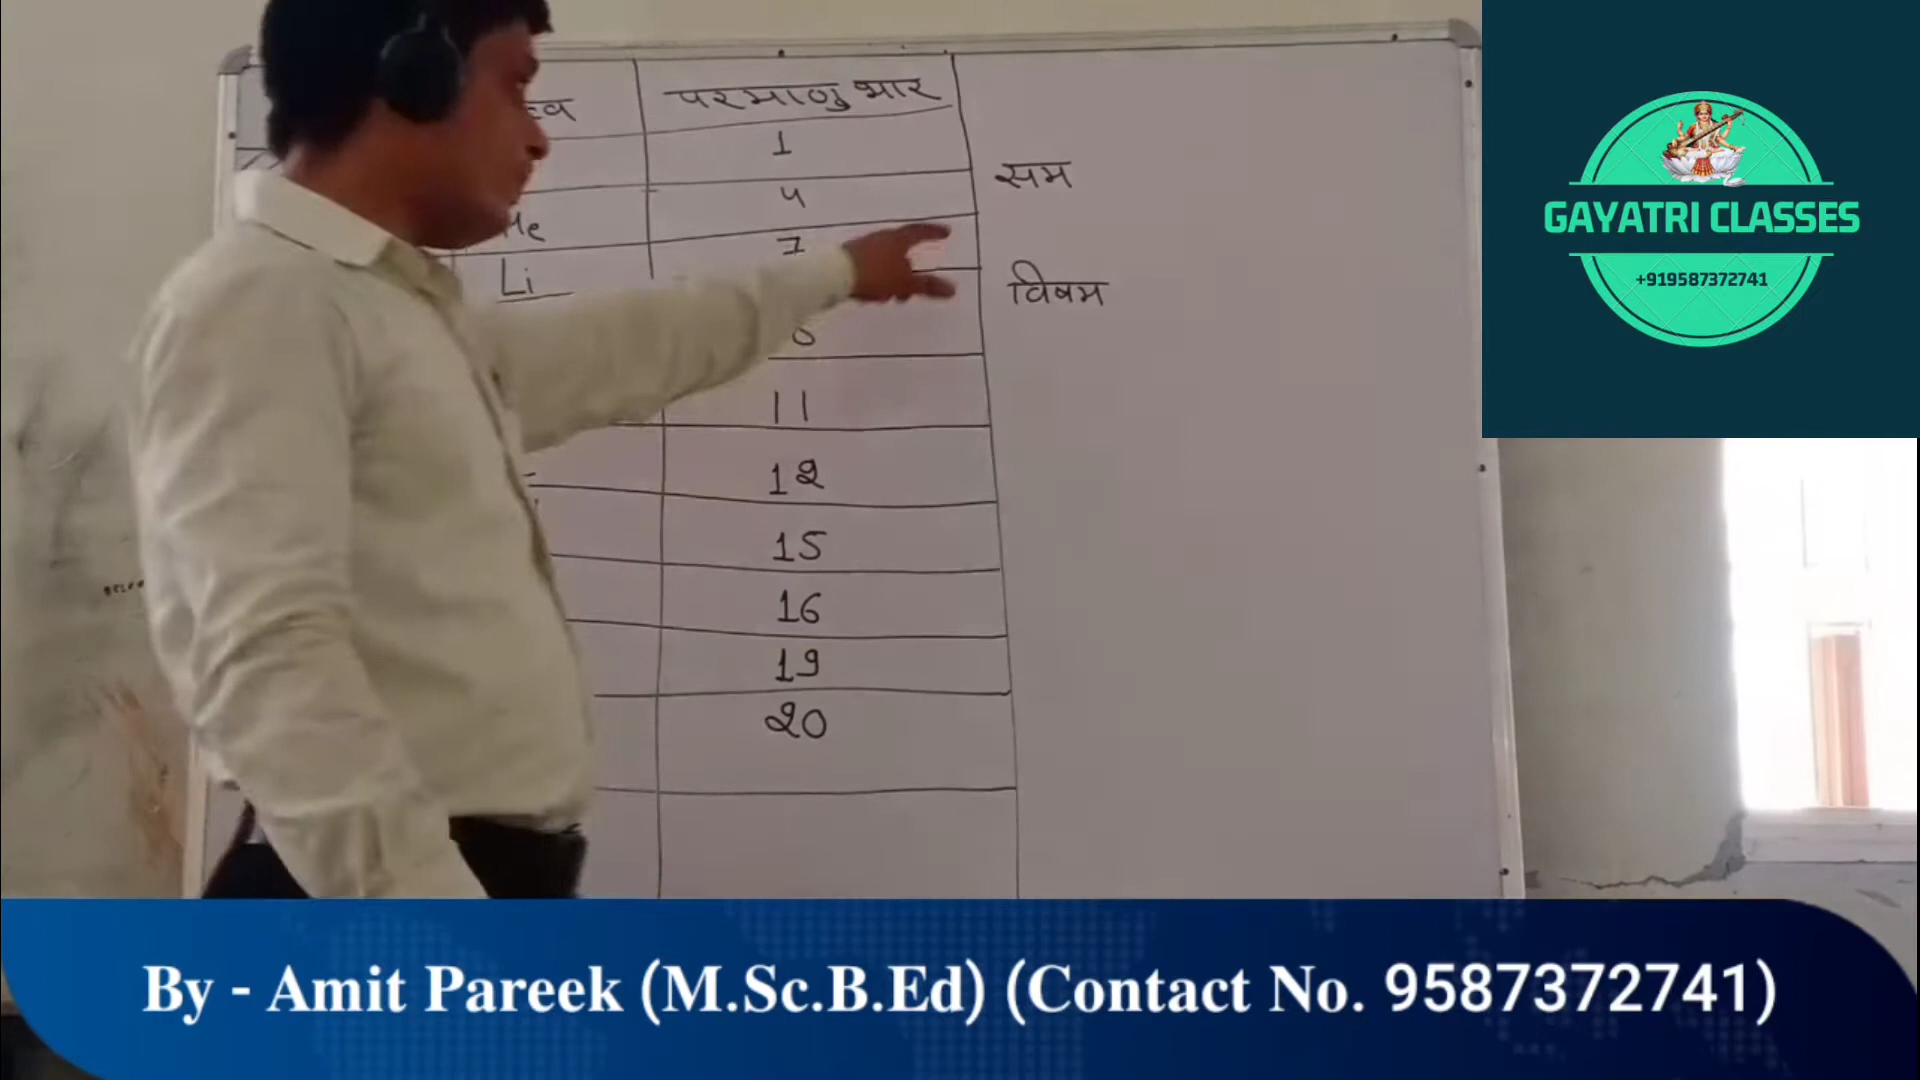 परमाणु भार
1
4
He
7
Li
11
12
15
16
19
20
सम
विषम
GAYATRI CLASSES
+919587372741
By - Amit Pareek (M.Sc.B.Ed) (Contact No. 9587372741)